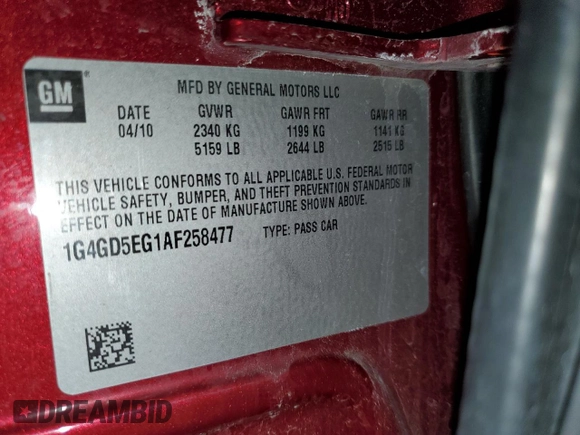 GM
MFD BY GENERAL MOTORS LLC
DATE GVWR GAWR FRT GAWR RR
04/10 2340 KG 1199 KG 1141 KG
5159 LB 2644 LB 2516 LB
THIS VEHICLE CONFORMS TO ALL APPLICABLE U.S. FEDERAL MOTOR
VEHICLE SAFETY, BUMPER, AND THEFT PREVENTION STANDARDS IN
EFFECT ON THE DATE OF MANUFACTURE SHOWN ABOVE.
1G4GD5EG1AF258477 TYPE: PASS CAR
DREAMBID